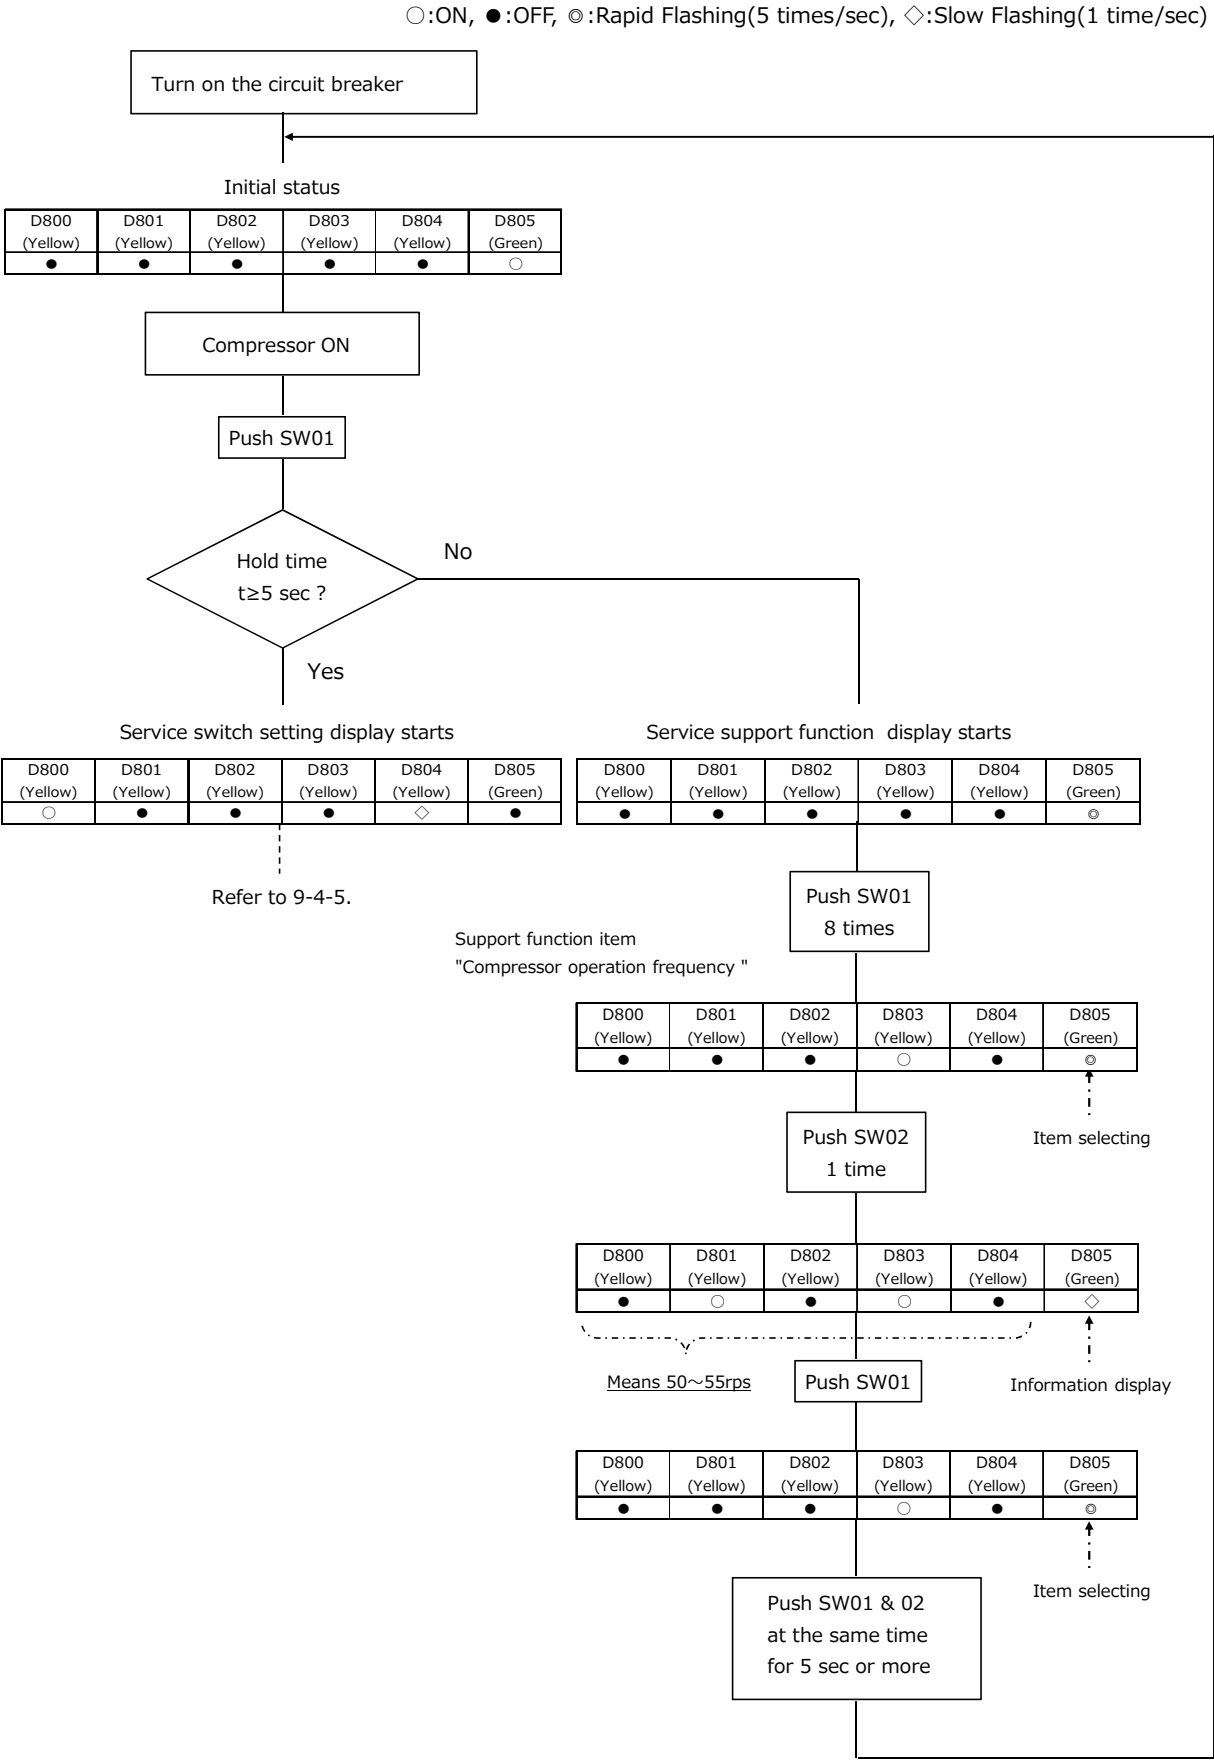 ○:ON, ●:OFF, ◎:Rapid Flashing(5 times/sec), ◇:Slow Flashing(1 time/sec)
Turn on the circuit breaker
Initial status
D800 D801 D802 D803 D804 D805
(Yellow) (Yellow) (Yellow) (Yellow) (Yellow) (Green)
● ● ● ● ● ○
Compressor ON
Push SW01
Hold time
t≥5 sec ?
No
Yes
Service switch setting display starts
D800 D801 D802 D803 D804 D805
(Yellow) (Yellow) (Yellow) (Yellow) (Yellow) (Green)
○ ● ● ● ◇ ●
Refer to 9-4-5.
Service support function display starts
D800 D801 D802 D803 D804 D805
(Yellow) (Yellow) (Yellow) (Yellow) (Yellow) (Green)
● ● ● ● ● ◎
Push SW01
8 times
Support function item
"Compressor operation frequency "
D800 D801 D802 D803 D804 D805
(Yellow) (Yellow) (Yellow) (Yellow) (Yellow) (Green)
● ● ● ○ ● ◎
Item selecting
Push SW02
1 time
D800 D801 D802 D803 D804 D805
(Yellow) (Yellow) (Yellow) (Yellow) (Yellow) (Green)
● ○ ● ○ ● ◇
Means 50～55rps
Push SW01
Information display
D800 D801 D802 D803 D804 D805
(Yellow) (Yellow) (Yellow) (Yellow) (Yellow) (Green)
● ● ● ○ ● ◎
Item selecting
Push SW01 & 02
at the same time
for 5 sec or more